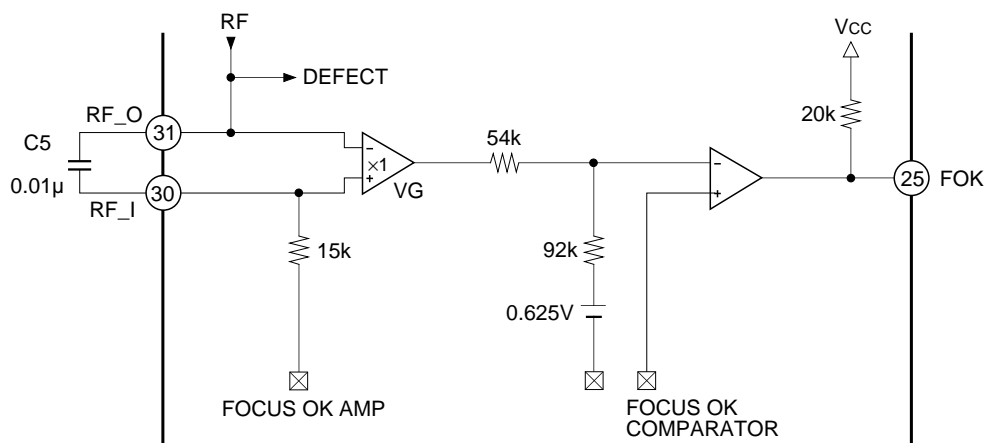 RF
DEFECT
VCC
RF_O
31
C5
0.01μ
30
RF_I
×1
VG
54k
20k
25
FOK
15k
92k
0.625V
FOCUS OK AMP
FOCUS OK
COMPARATOR